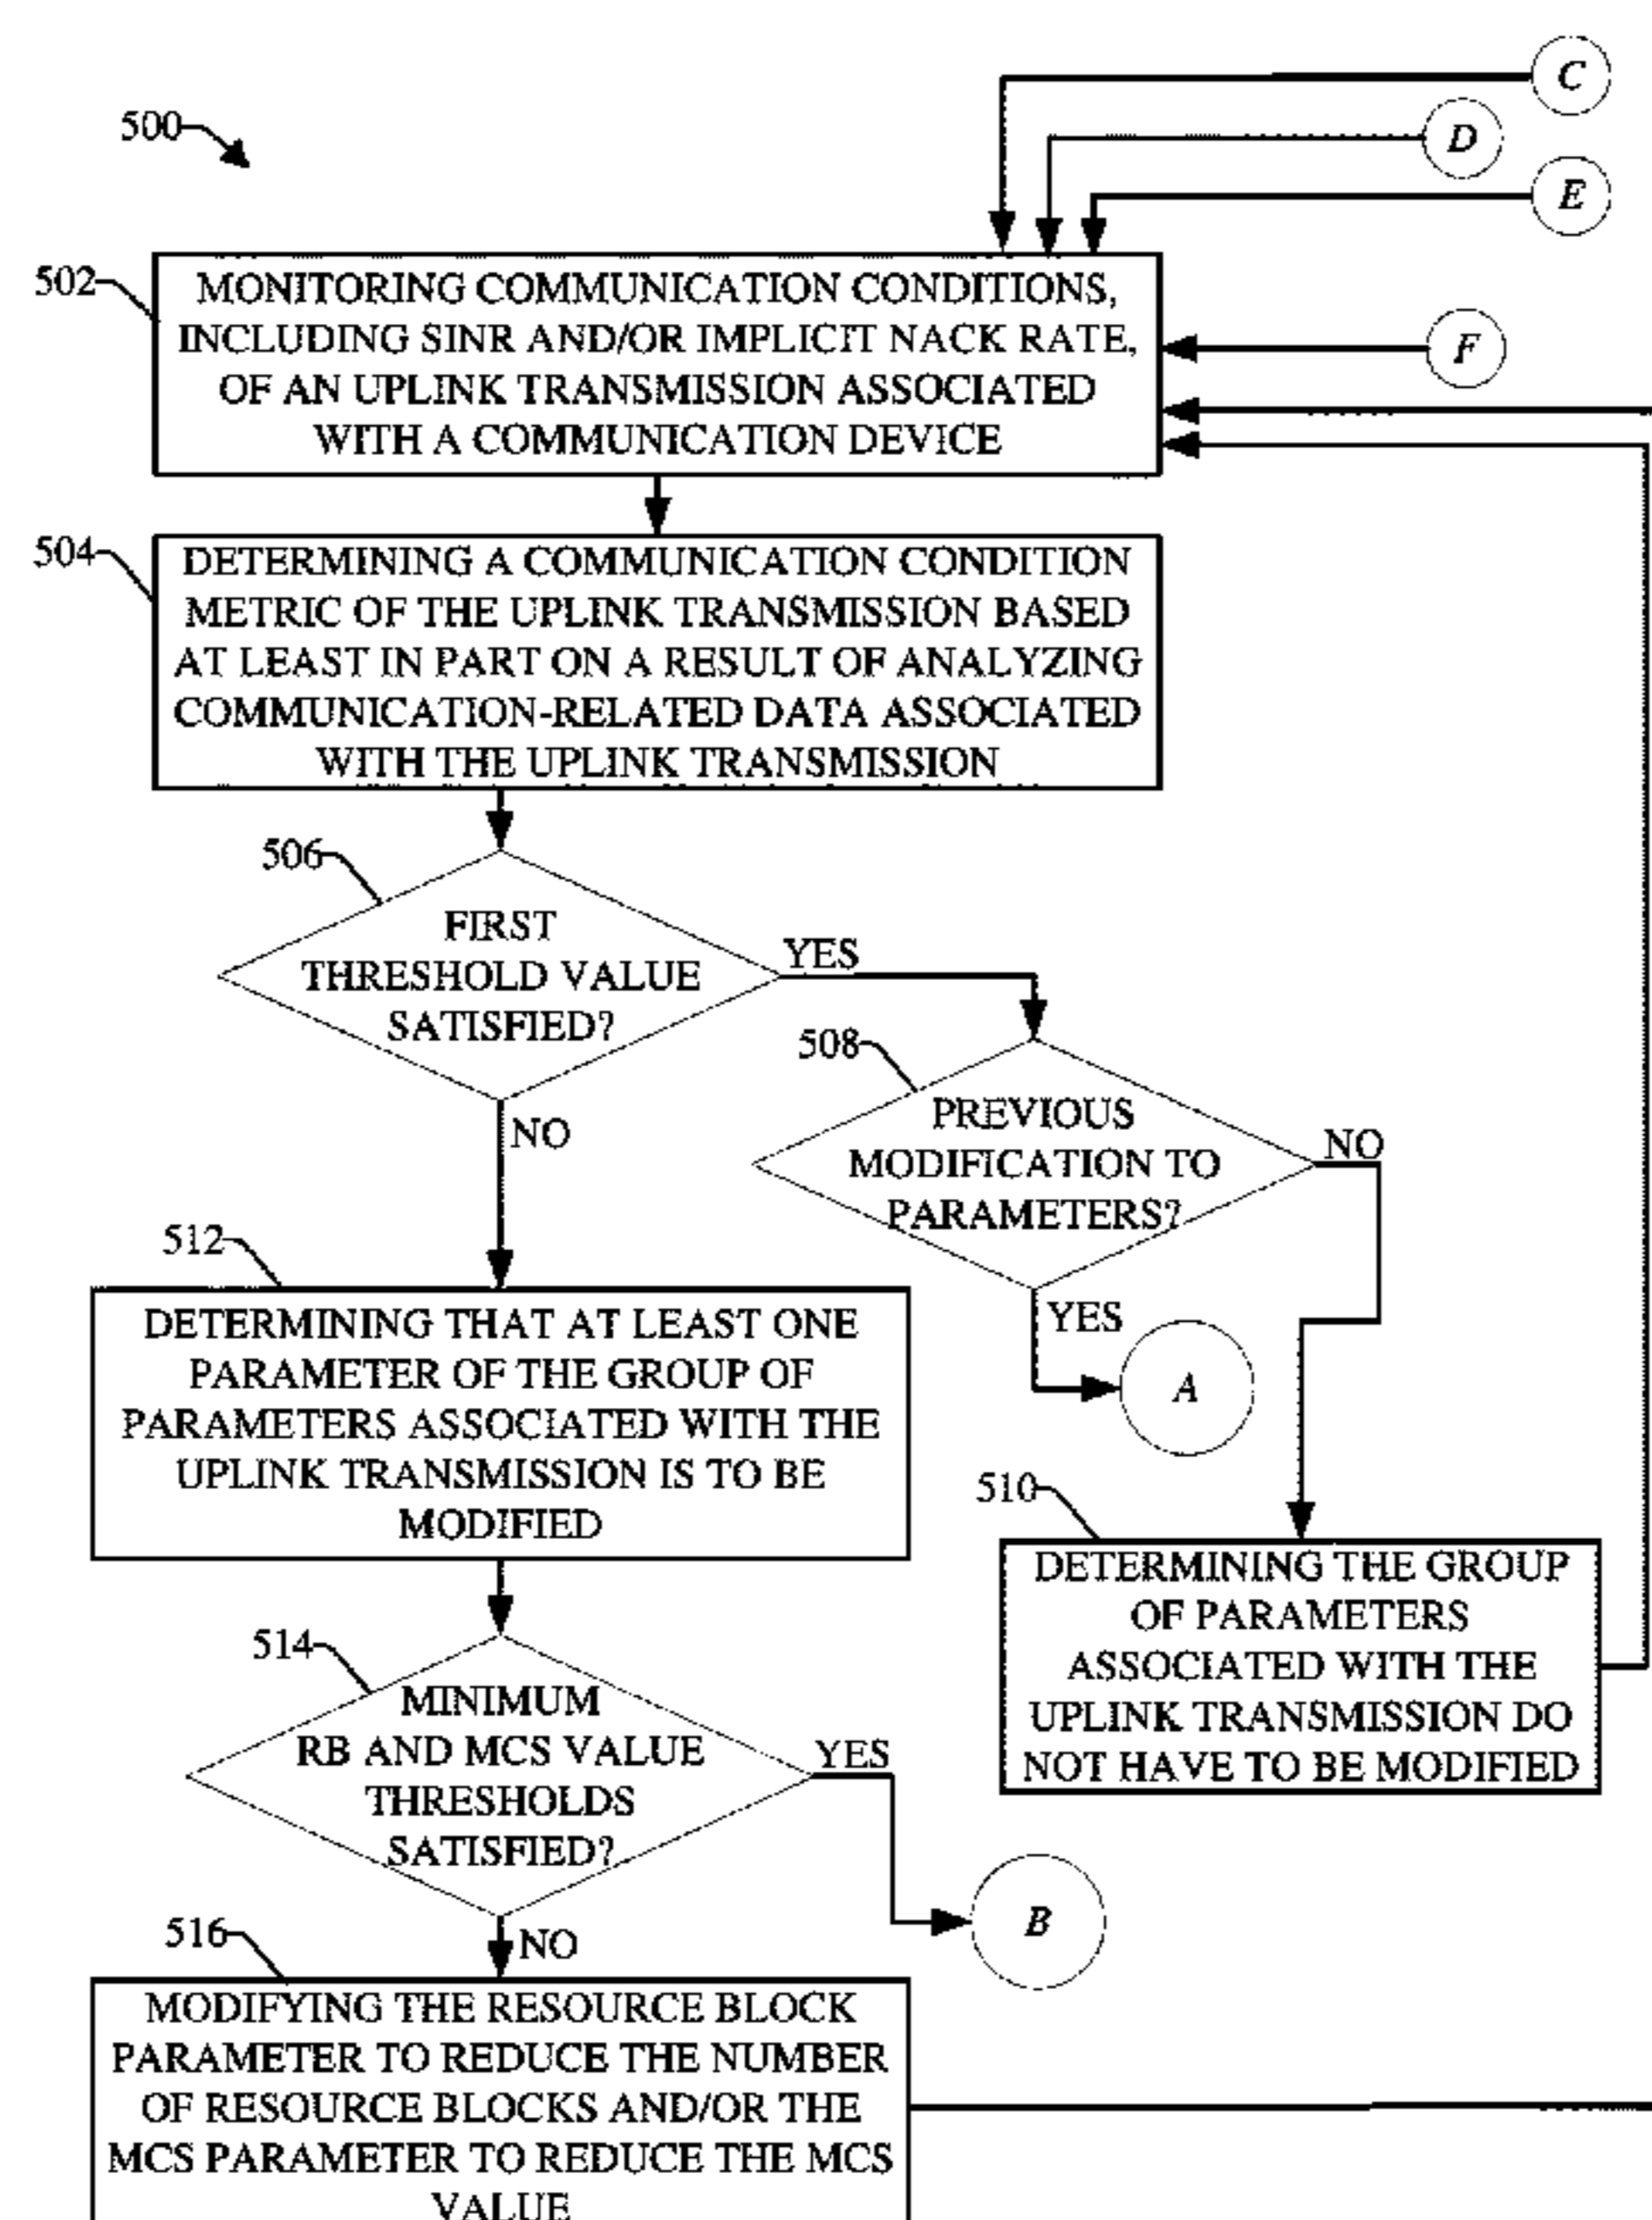 C
500
D
E
502
MONITORING COMMUNICATION CONDITIONS,
INCLUDING SINR AND/OR IMPLICIT NACK RATE,
OF AN UPLINK TRANSMISSION ASSOCIATED
WITH A COMMUNICATION DEVICE
F
504
DETERMINING A COMMUNICATION CONDITION
METRIC OF THE UPLINK TRANSMISSION BASED
AT LEAST IN PART ON A RESULT OF ANALYZING
COMMUNICATION-RELATED DATA ASSOCIATED
WITH THE UPLINK TRANSMISSION
506
FIRST
THRESHOLD VALUE
SATISFIED?
YES
NO
508
PREVIOUS
MODIFICATION TO
PARAMETERS?
NO
YES
A
512
DETERMINING THAT AT LEAST ONE
PARAMETER OF THE GROUP OF
PARAMETERS ASSOCIATED WITH THE
UPLINK TRANSMISSION IS TO BE
MODIFIED
510
DETERMINING THE GROUP
OF PARAMETERS
ASSOCIATED WITH THE
UPLINK TRANSMISSION DO
NOT HAVE TO BE MODIFIED
514
MINIMUM
RB AND MCS VALUE
THRESHOLDS
SATISFIED?
YES
B
NO
516
MODIFYING THE RESOURCE BLOCK
PARAMETER TO REDUCE THE NUMBER
OF RESOURCE BLOCKS AND/OR THE
MCS PARAMETER TO REDUCE THE MCS
VALUE